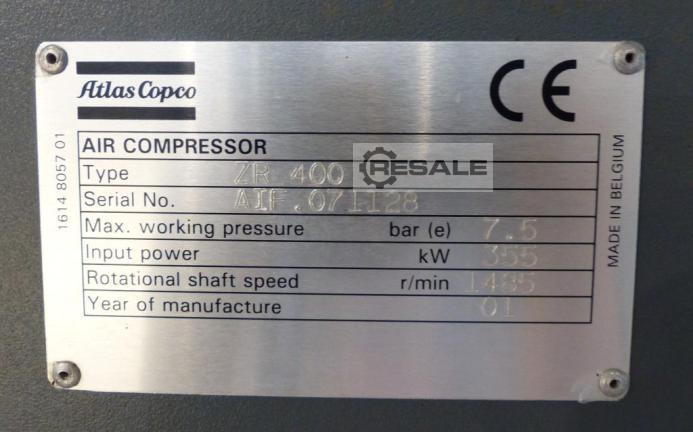 Atlas Copco
CE
AIR COMPRESSOR
Type ZR 400
RESALE
Serial No. AIF.071128
Max. working pressure bar (e) 7.5
Input power kW 355
Rotational shaft speed r/min 1485
Year of manufacture 01
1614 8057 01
MADE IN BELGIUM